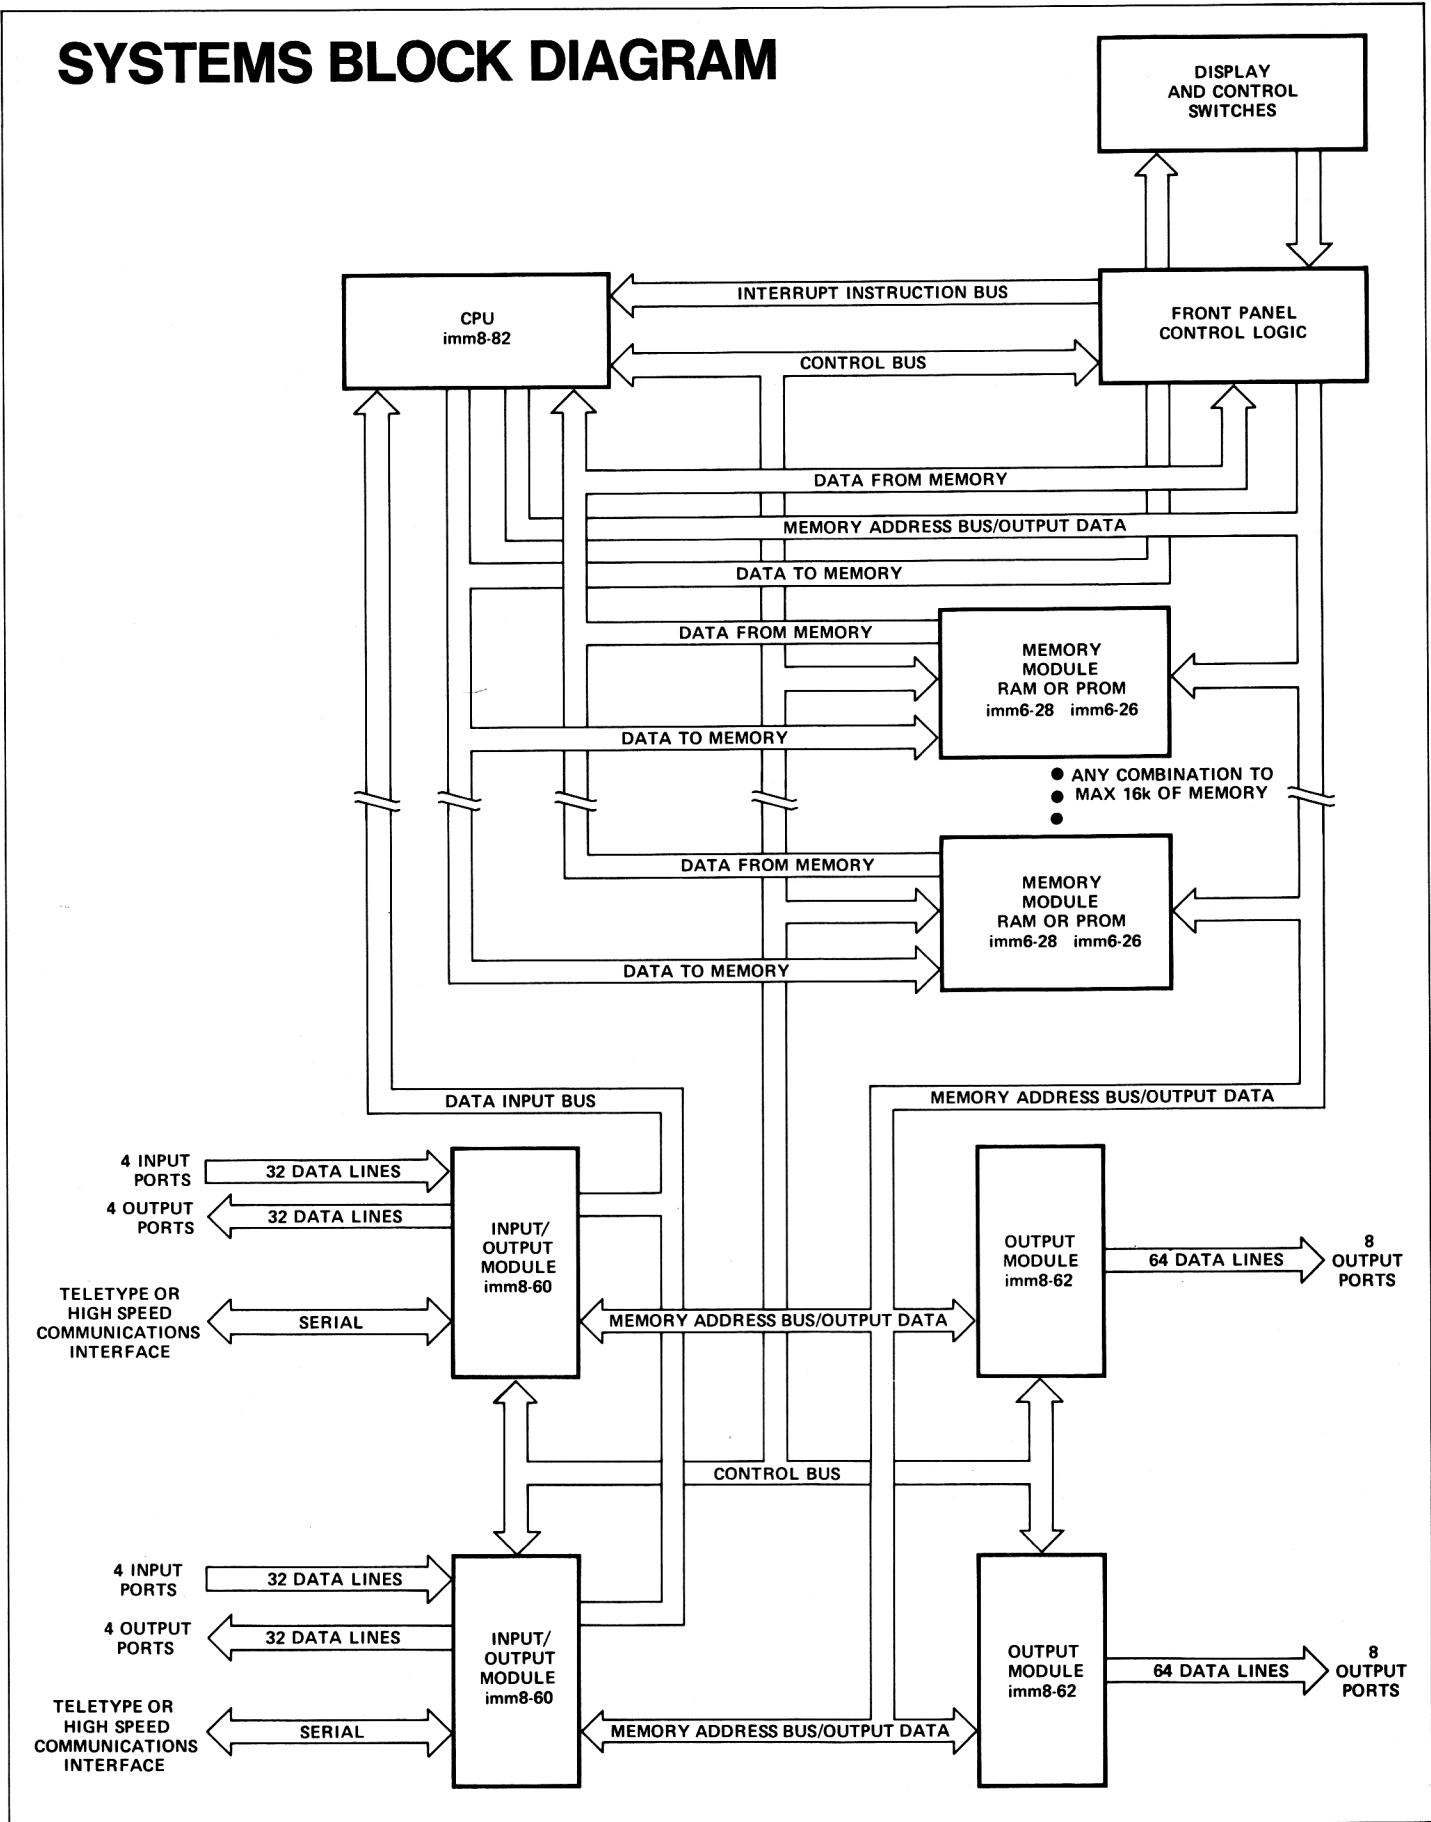 SYSTEMS BLOCK DIAGRAM
DISPLAY
AND CONTROL
SWITCHES
CPU
imm8-82
INTERRUPT INSTRUCTION BUS
FRONT PANEL
CONTROL LOGIC
CONTROL BUS
DATA FROM MEMORY
MEMORY ADDRESS BUS/OUTPUT DATA
DATA TO MEMORY
DATA FROM MEMORY
MEMORY
MODULE
RAM OR PROM
imm6-28 imm6-26
DATA TO MEMORY
ANY COMBINATION TO
MAX 16k OF MEMORY
DATA FROM MEMORY
MEMORY
MODULE
RAM OR PROM
imm6-28 imm6-26
DATA TO MEMORY
DATA INPUT BUS
MEMORY ADDRESS BUS/OUTPUT DATA
4 INPUT
PORTS
32 DATA LINES
4 OUTPUT
PORTS
32 DATA LINES
INPUT/
OUTPUT
MODULE
imm8-60
OUTPUT
MODULE
imm8-62
64 DATA LINES
8
OUTPUT
PORTS
TELETYPE OR
HIGH SPEED
COMMUNICATIONS
INTERFACE
SERIAL
MEMORY ADDRESS BUS/OUTPUT DATA
CONTROL BUS
4 INPUT
PORTS
32 DATA LINES
4 OUTPUT
PORTS
32 DATA LINES
INPUT/
OUTPUT
MODULE
imm8-60
OUTPUT
MODULE
imm8-62
64 DATA LINES
8
OUTPUT
PORTS
TELETYPE OR
HIGH SPEED
COMMUNICATIONS
INTERFACE
SERIAL
MEMORY ADDRESS BUS/OUTPUT DATA